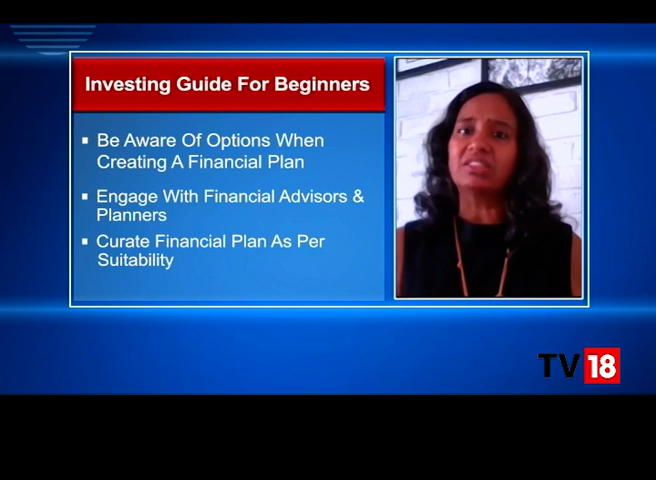 Investing Guide For Beginners
Be Aware Of Options When
Creating A Financial Plan
Engage With Financial Advisors &
Planners
Curate Financial Plan As Per
Suitability
TV18